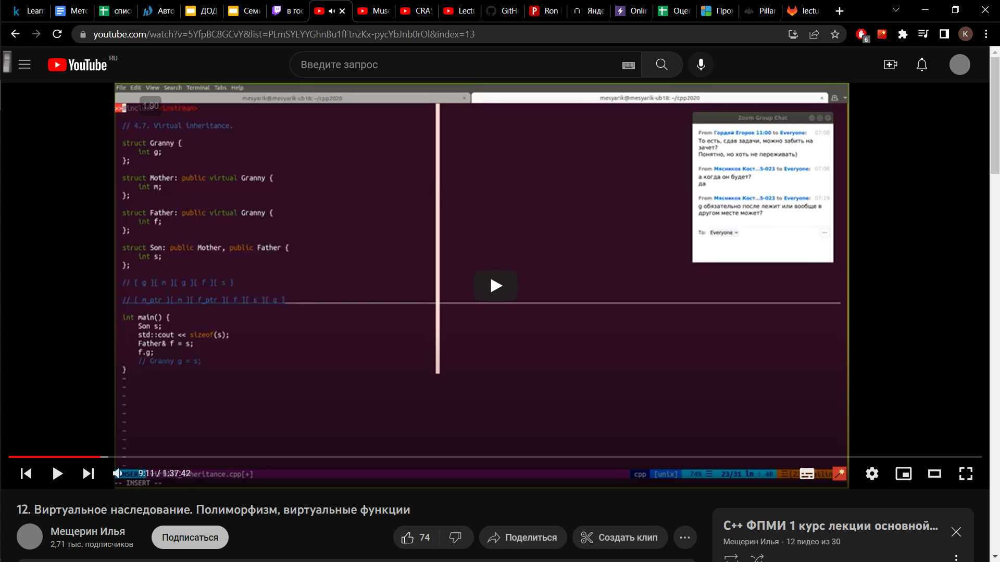 Learn
Мето
списо
Авто
ДОД
Семи
в гос
Muse
CRAS
Lectu
GitHu
Ron
Янде
Onlin
Оцен
Прох
Pillar
lectu
youtube.com/watch?v=5YfpBC8GCvY&list=PLmSYEYYGhnBu1fFtnzKx-pycYbJnb0rOl&index=13
6
K
YouTube RU
Введите запрос
File Edit View Search Terminal Tabs Help
mesyarik@mesyarik-ub18: ~/cpp2020
mesyarik@mesyarik-ub18: ~/cpp2020
1.90
>>#include <iostream>
// 4.7. Virtual inheritance.
struct Granny {
int g;
};
struct Mother: public virtual Granny {
int m;
};
struct Father: public virtual Granny {
int f;
};
struct Son: public Mother, public Father {
int s;
};
// [ g ][ m ][ g ][ f ][ s ]
// [ m_ptr ][ m ][ f_ptr ][ f ][ s ][ g ]
int main() {
Son s;
std::cout << sizeof(s);
Father& f = s;
f.g;
// Granny g = s;
}
Zoom Group Chat
From Гордей Егоров 11:00 to Everyone: 07:08
То есть, сдав задачи, можно забить на
зачет?
Понятно, но хоть не переживать)
From Мясников Кост...5-023 to Everyone: 07:08
а когда он будет?
да
From Мясников Кост...5-023 to Everyone: 07:19
g обязательно после лежит или вообще в
другом месте может?
To: Everyone
9:11 / 1:37:42
cpp [unix] 74% ☰ 23/31 ln : 48
-- INSERT --
12. Виртуальное наследование. Полиморфизм, виртуальные функции
Мещерин Илья
2,71 тыс. подписчиков
Подписаться
74
Поделиться
Создать клип
C++ ФПМИ 1 курс лекции основной...
Мещерин Илья - 12 видео из 30